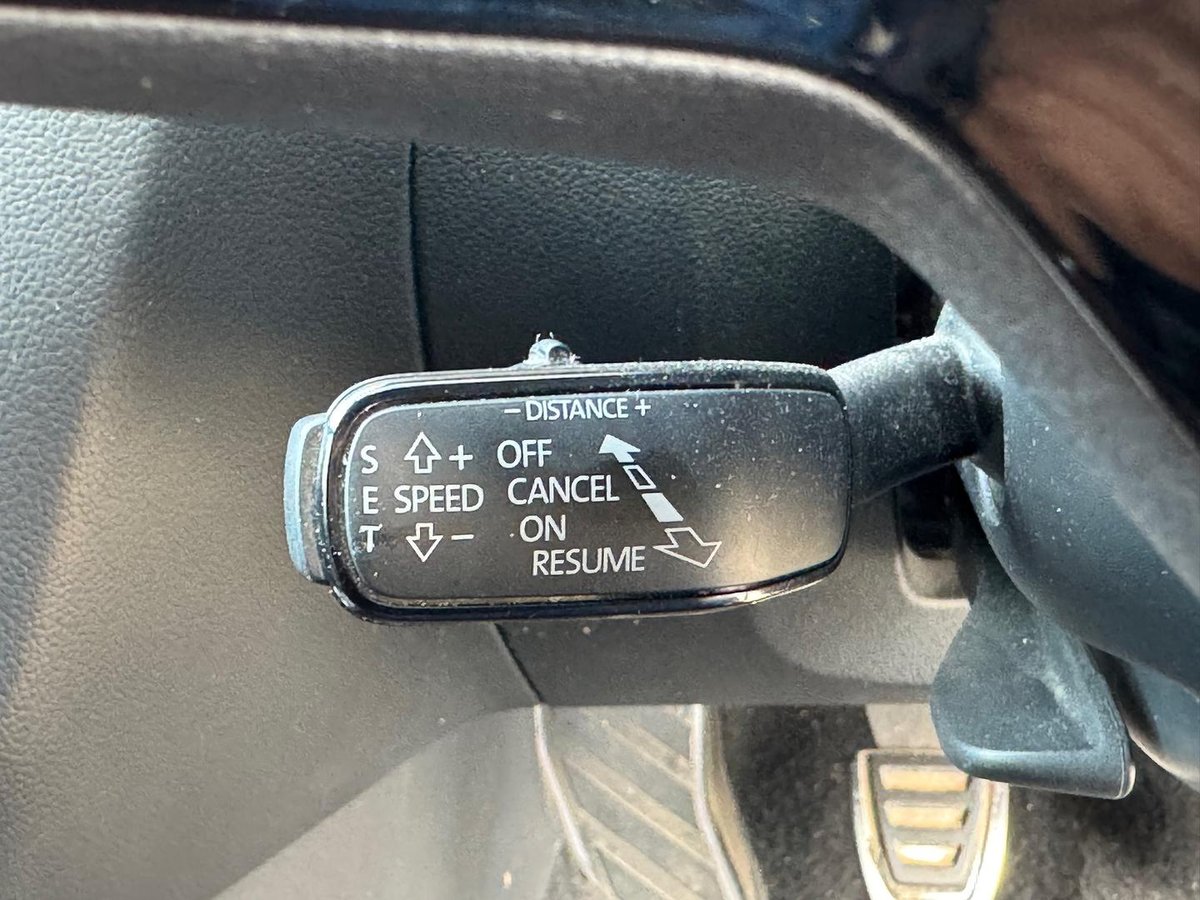 – DISTANCE +
S + OFF
E SPEED CANCEL
T – ON
RESUME